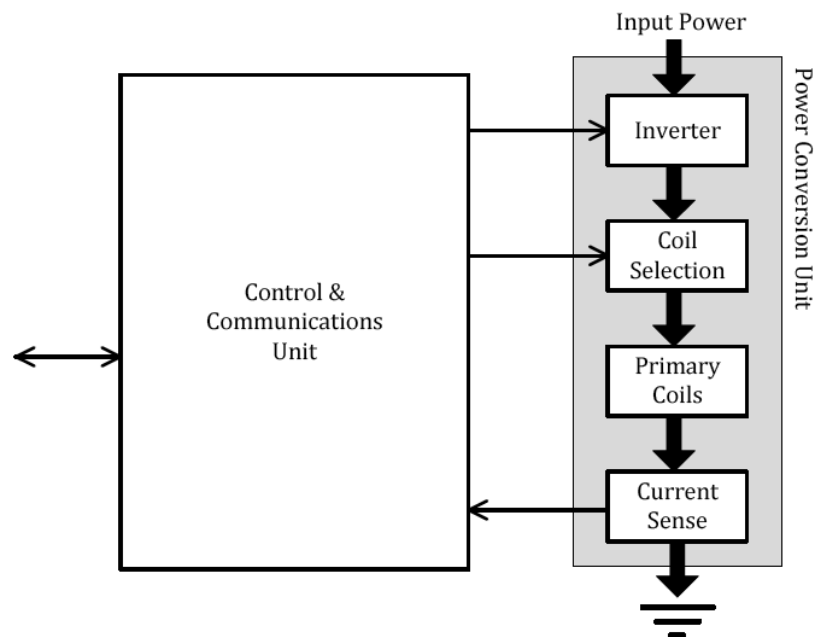 Input Power
Power Conversion Unit
Inverter
Coil
Selection
Control &
Communications
Unit
Primary
Coils
Current
Sense